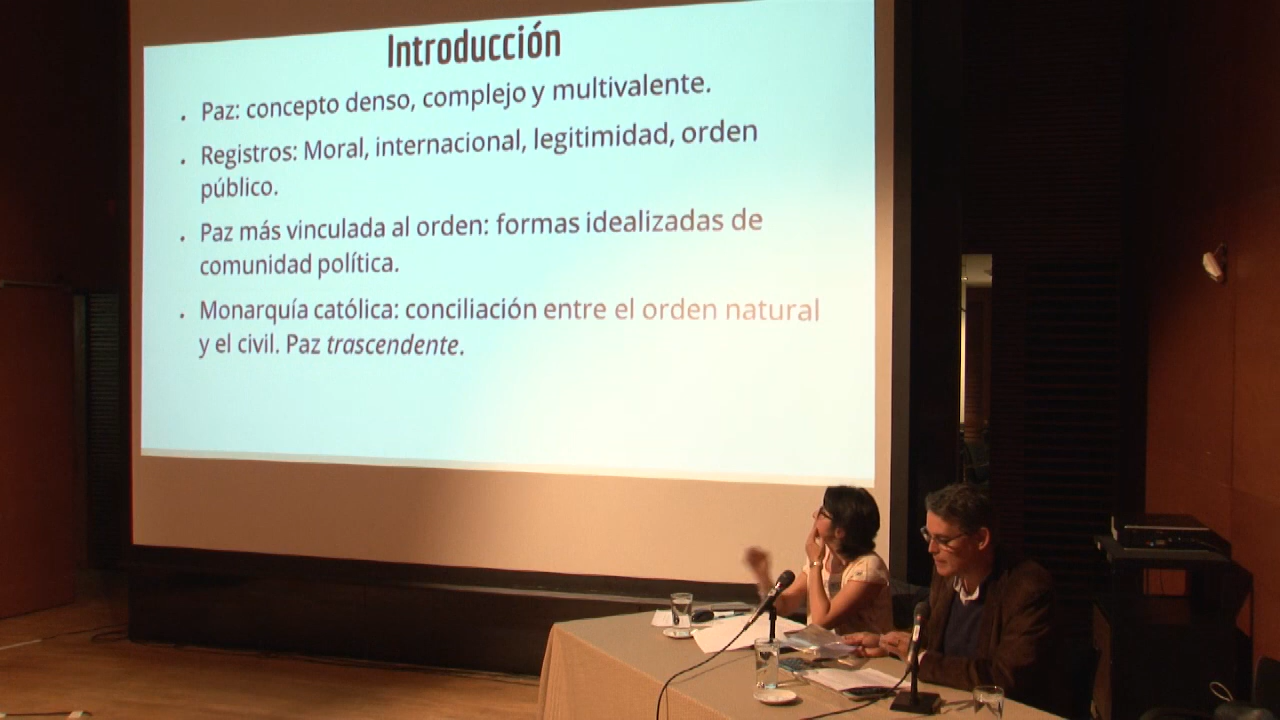 Introducción
. Paz: concepto denso, complejo y multivalente.
. Registros: Moral, internacional, legitimidad, orden
público.
. Paz más vinculada al orden: formas idealizadas de
comunidad política.
. Monarquía católica: conciliación entre el orden natural
y el civil. Paz trascendente.